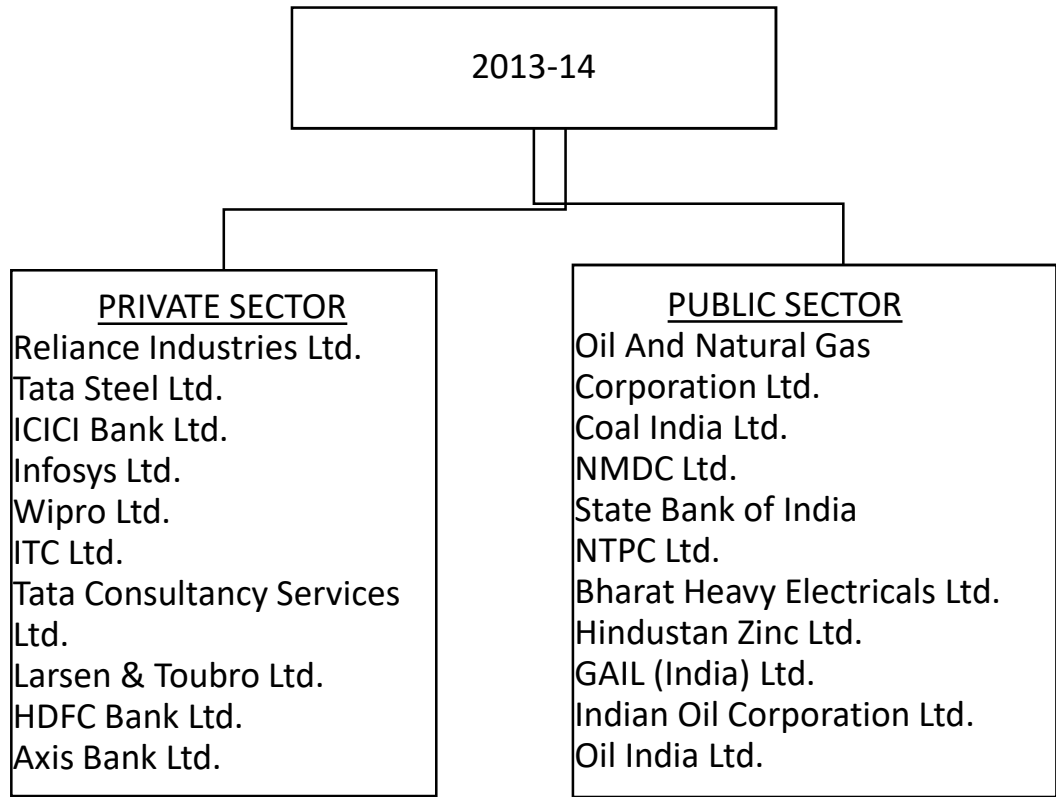 2013-14
PRIVATE SECTOR
Reliance Industries Ltd.
Tata Steel Ltd.
ICICI Bank Ltd.
Infosys Ltd.
Wipro Ltd.
ITC Ltd.
Tata Consultancy Services
Ltd.
Larsen & Toubro Ltd.
HDFC Bank Ltd.
Axis Bank Ltd.
PUBLIC SECTOR
Oil And Natural Gas
Corporation Ltd.
Coal India Ltd.
NMDC Ltd.
State Bank of India
NTPC Ltd.
Bharat Heavy Electricals Ltd.
Hindustan Zinc Ltd.
GAIL (India) Ltd.
Indian Oil Corporation Ltd.
Oil India Ltd.